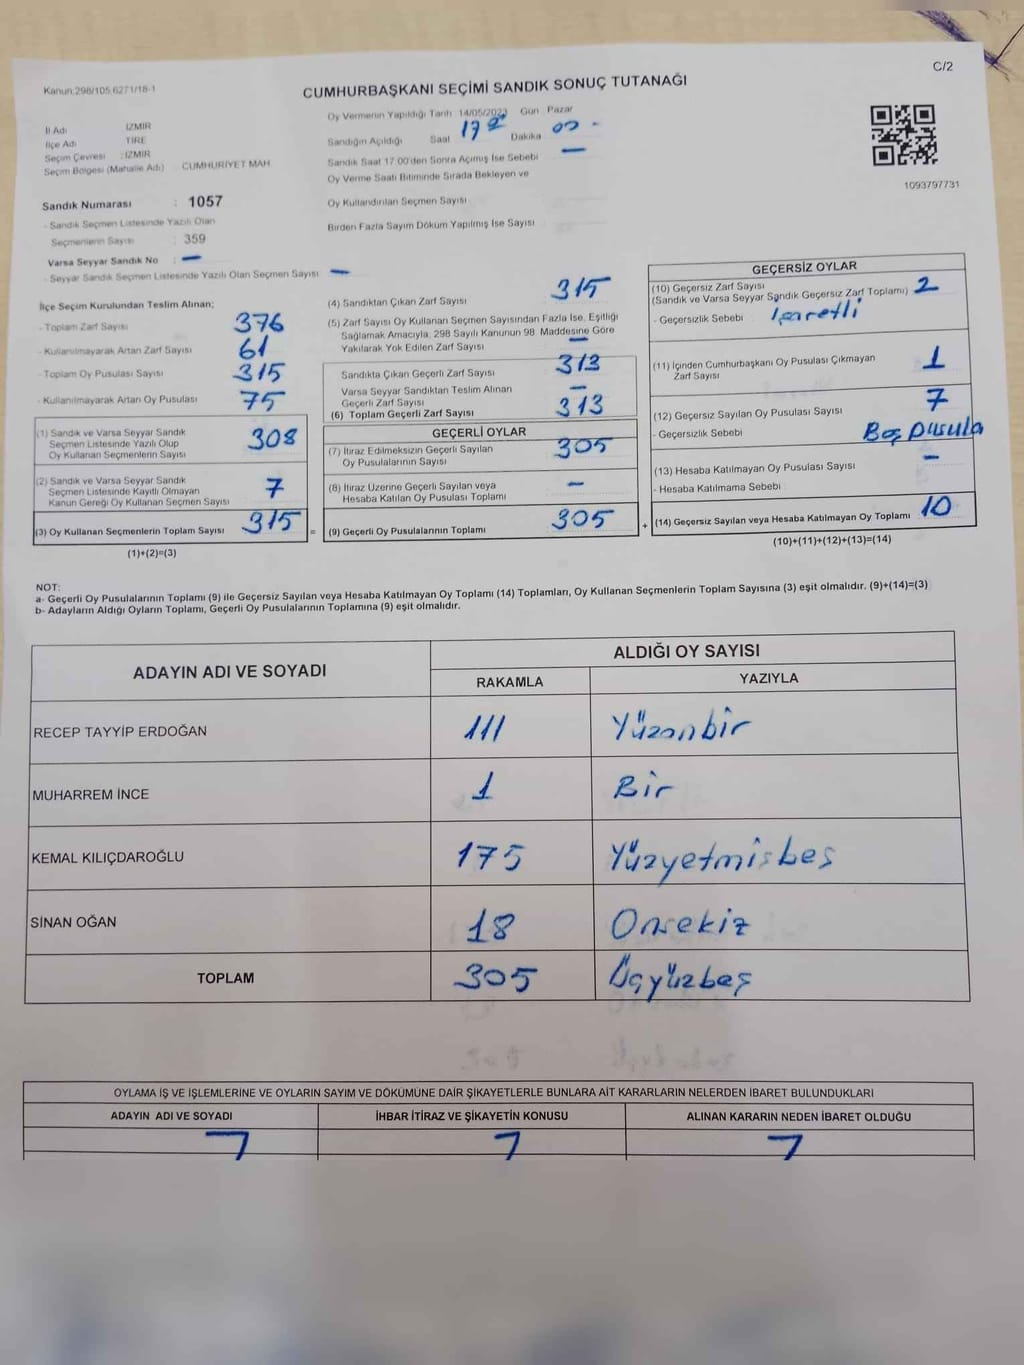 C/2
Kanun:298/105,6271/18-1
CUMHURBAŞKANI SEÇİMİ SANDIK SONUÇ TUTANAĞI
İl Adı İZMİR
İlçe Adı TİRE
Seçim Çevresi : İZMİR
Seçim Bölgesi (Mahalle Adı) : CUMHURİYET MAH
Sandık Numarası : 1057
- Sandık Seçmen Listesinde Yazılı Olan
Seçmenlerin Sayısı : 359
Varsa Seyyar Sandık No : -
- Seyyar Sandık Seçmen Listesinde Yazılı Olan Seçmen Sayısı : -
Oy Vermenin Yapıldığı Tarih 14/05/2023 Gün Pazar
Sandığın Açıldığı Saat 17 Dakika 00 -
Sandık Saat 17:00'den Sonra Açımış İse Sebebi -
Oy Verme Saati Bitiminde Sırada Bekleyen ve
Oy Kullandırılan Seçmen Sayısı
Birden Fazla Sayım Döküm Yapılmış İse Sayısı
1093797731
İlçe Seçim Kurulundan Teslim Alınan;
- Toplam Zarf Sayısı 376
- Kullanılmayarak Artan Zarf Sayısı 61
- Toplam Oy Pusulası Sayısı 315
- Kullanılmayarak Artan Oy Pusulası 75
(1) Sandık ve Varsa Seyyar Sandık
Seçmen Listesinde Yazılı Olup
Oy Kullanan Seçmenlerin Sayısı 308
(2) Sandık ve Varsa Seyyar Sandık
Seçmen Listesinde Kayıtlı Olmayan
Kanun Gereği Oy Kullanan Seçmen Sayısı 7
(3) Oy Kullanan Seçmenlerin Toplam Sayısı 315 =
(1)+(2)=(3)
(4) Sandıktan Çıkan Zarf Sayısı 315
(5) Zarf Sayısı Oy Kullanan Seçmen Sayısından Fazla İse, Eşitliği
Sağlamak Amacıyla, 298 Sayılı Kanunun 98. Maddesine Göre
Yakılarak Yok Edilen Zarf Sayısı -
Sandıkta Çıkan Geçerli Zarf Sayısı 313
Varsa Seyyar Sandıktan Teslim Alınan
Geçerli Zarf Sayısı -
(6) Toplam Geçerli Zarf Sayısı 313
GEÇERLİ OYLAR
(7) İtiraz Edilmeksizin Geçerli Sayılan
Oy Pusulalarının Sayısı 305
(8) İtiraz Üzerine Geçerli Sayılan veya
Hesaba Katılan Oy Pusulası Toplamı -
(9) Geçerli Oy Pusulalarının Toplamı 305 +
GEÇERSİZ OYLAR
(10) Geçersiz Zarf Sayısı 2
(Sandık ve Varsa Seyyar Sandık Geçersiz Zarf Toplamı)
- Geçersizlik Sebebi İşaretli
(11) İçinden Cumhurbaşkanı Oy Pusulası Çıkmayan
Zarf Sayısı 1
(12) Geçersiz Sayılan Oy Pusulası Sayısı 7
- Geçersizlik Sebebi Boş pusula
(13) Hesaba Katılmayan Oy Pusulası Sayısı -
- Hesaba Katılmama Sebebi
(14) Geçersiz Sayılan veya Hesaba Katılmayan Oy Toplamı 10
(10)+(11)+(12)+(13)=(14)
NOT:
a- Geçerli Oy Pusulalarının Toplamı (9) ile Geçersiz Sayılan veya Hesaba Katılmayan Oy Toplamı (14) Toplamları, Oy Kullanan Seçmenlerin Toplam Sayısına (3) eşit olmalıdır. (9)+(14)=(3)
b- Adayların Aldığı Oyların Toplamı, Geçerli Oy Pusulalarının Toplamına (9) eşit olmalıdır.
ADAYIN ADI VE SOYADI ALDIĞI OY SAYISI
RAKAMLA YAZIYLA
RECEP TAYYİP ERDOĞAN 111 Yüzonbir
MUHARREM İNCE 1 Bir
KEMAL KILIÇDAROĞLU 175 Yüzyetmişbeş
SİNAN OĞAN 18 Onsekiz
TOPLAM 305 Üçyüzbeş
OYLAMA İŞ VE İŞLEMLERİNE VE OYLARIN SAYIM VE DÖKÜMÜNE DAİR ŞİKAYETLERLE BUNLARA AİT KARARLARIN NELERDEN İBARET BULUNDUKLARI
ADAYIN ADI VE SOYADI İHBAR İTİRAZ VE ŞİKAYETİN KONUSU ALINAN KARARIN NEDEN İBARET OLDUĞU